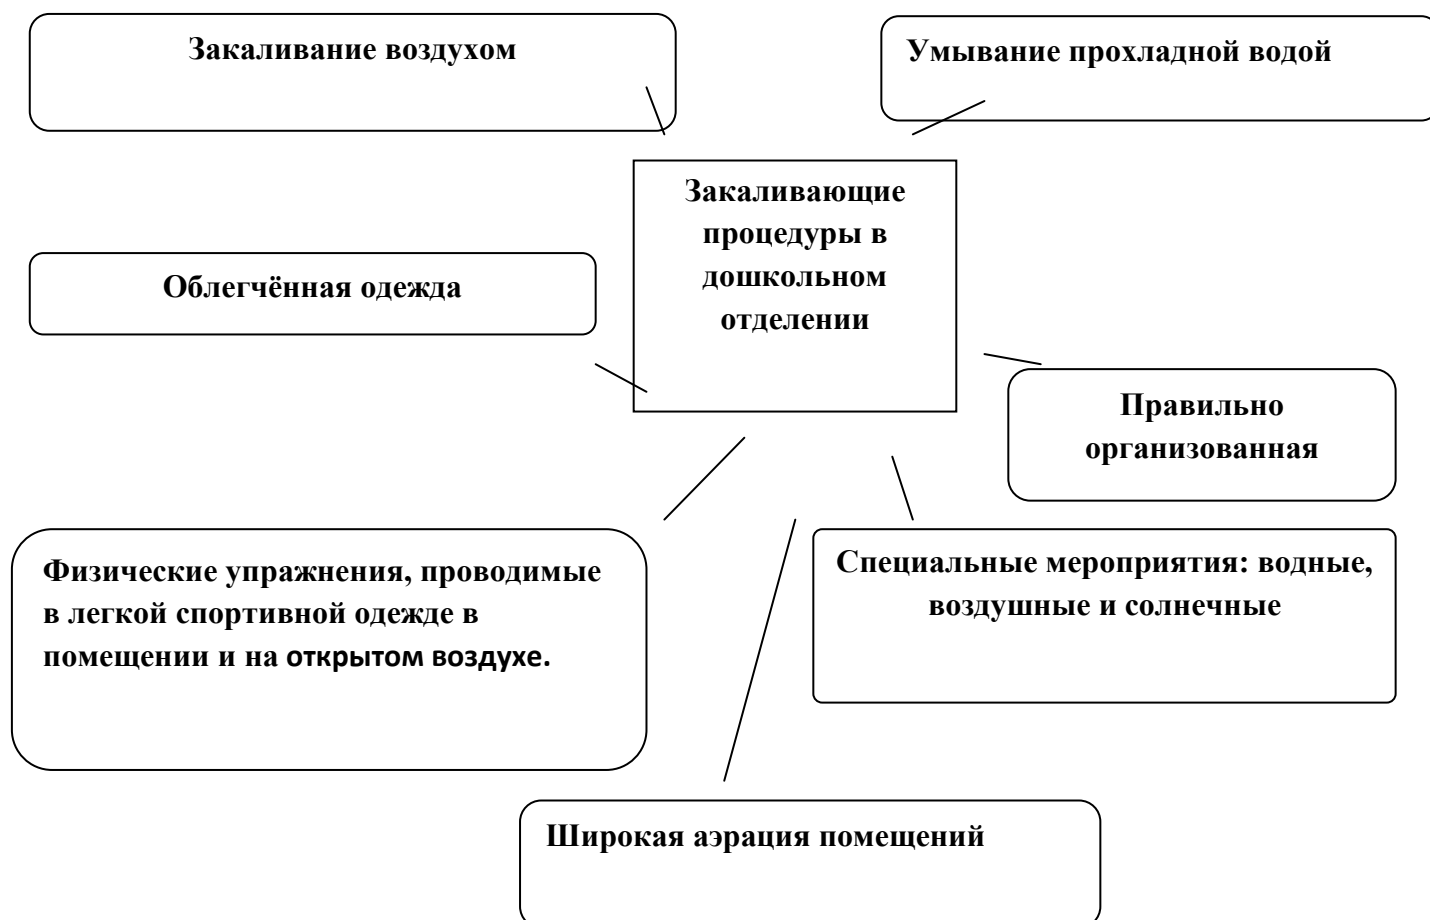 Закаливание воздухом
Умывание прохладной водой
Закаливающие
процедуры в
дошкольном
отделении
Облегчённая одежда
Правильно
организованная
Физические упражнения, проводимые
в легкой спортивной одежде в
помещении и на открытом воздухе.
Специальные мероприятия: водные,
воздушные и солнечные
Широкая аэрация помещений